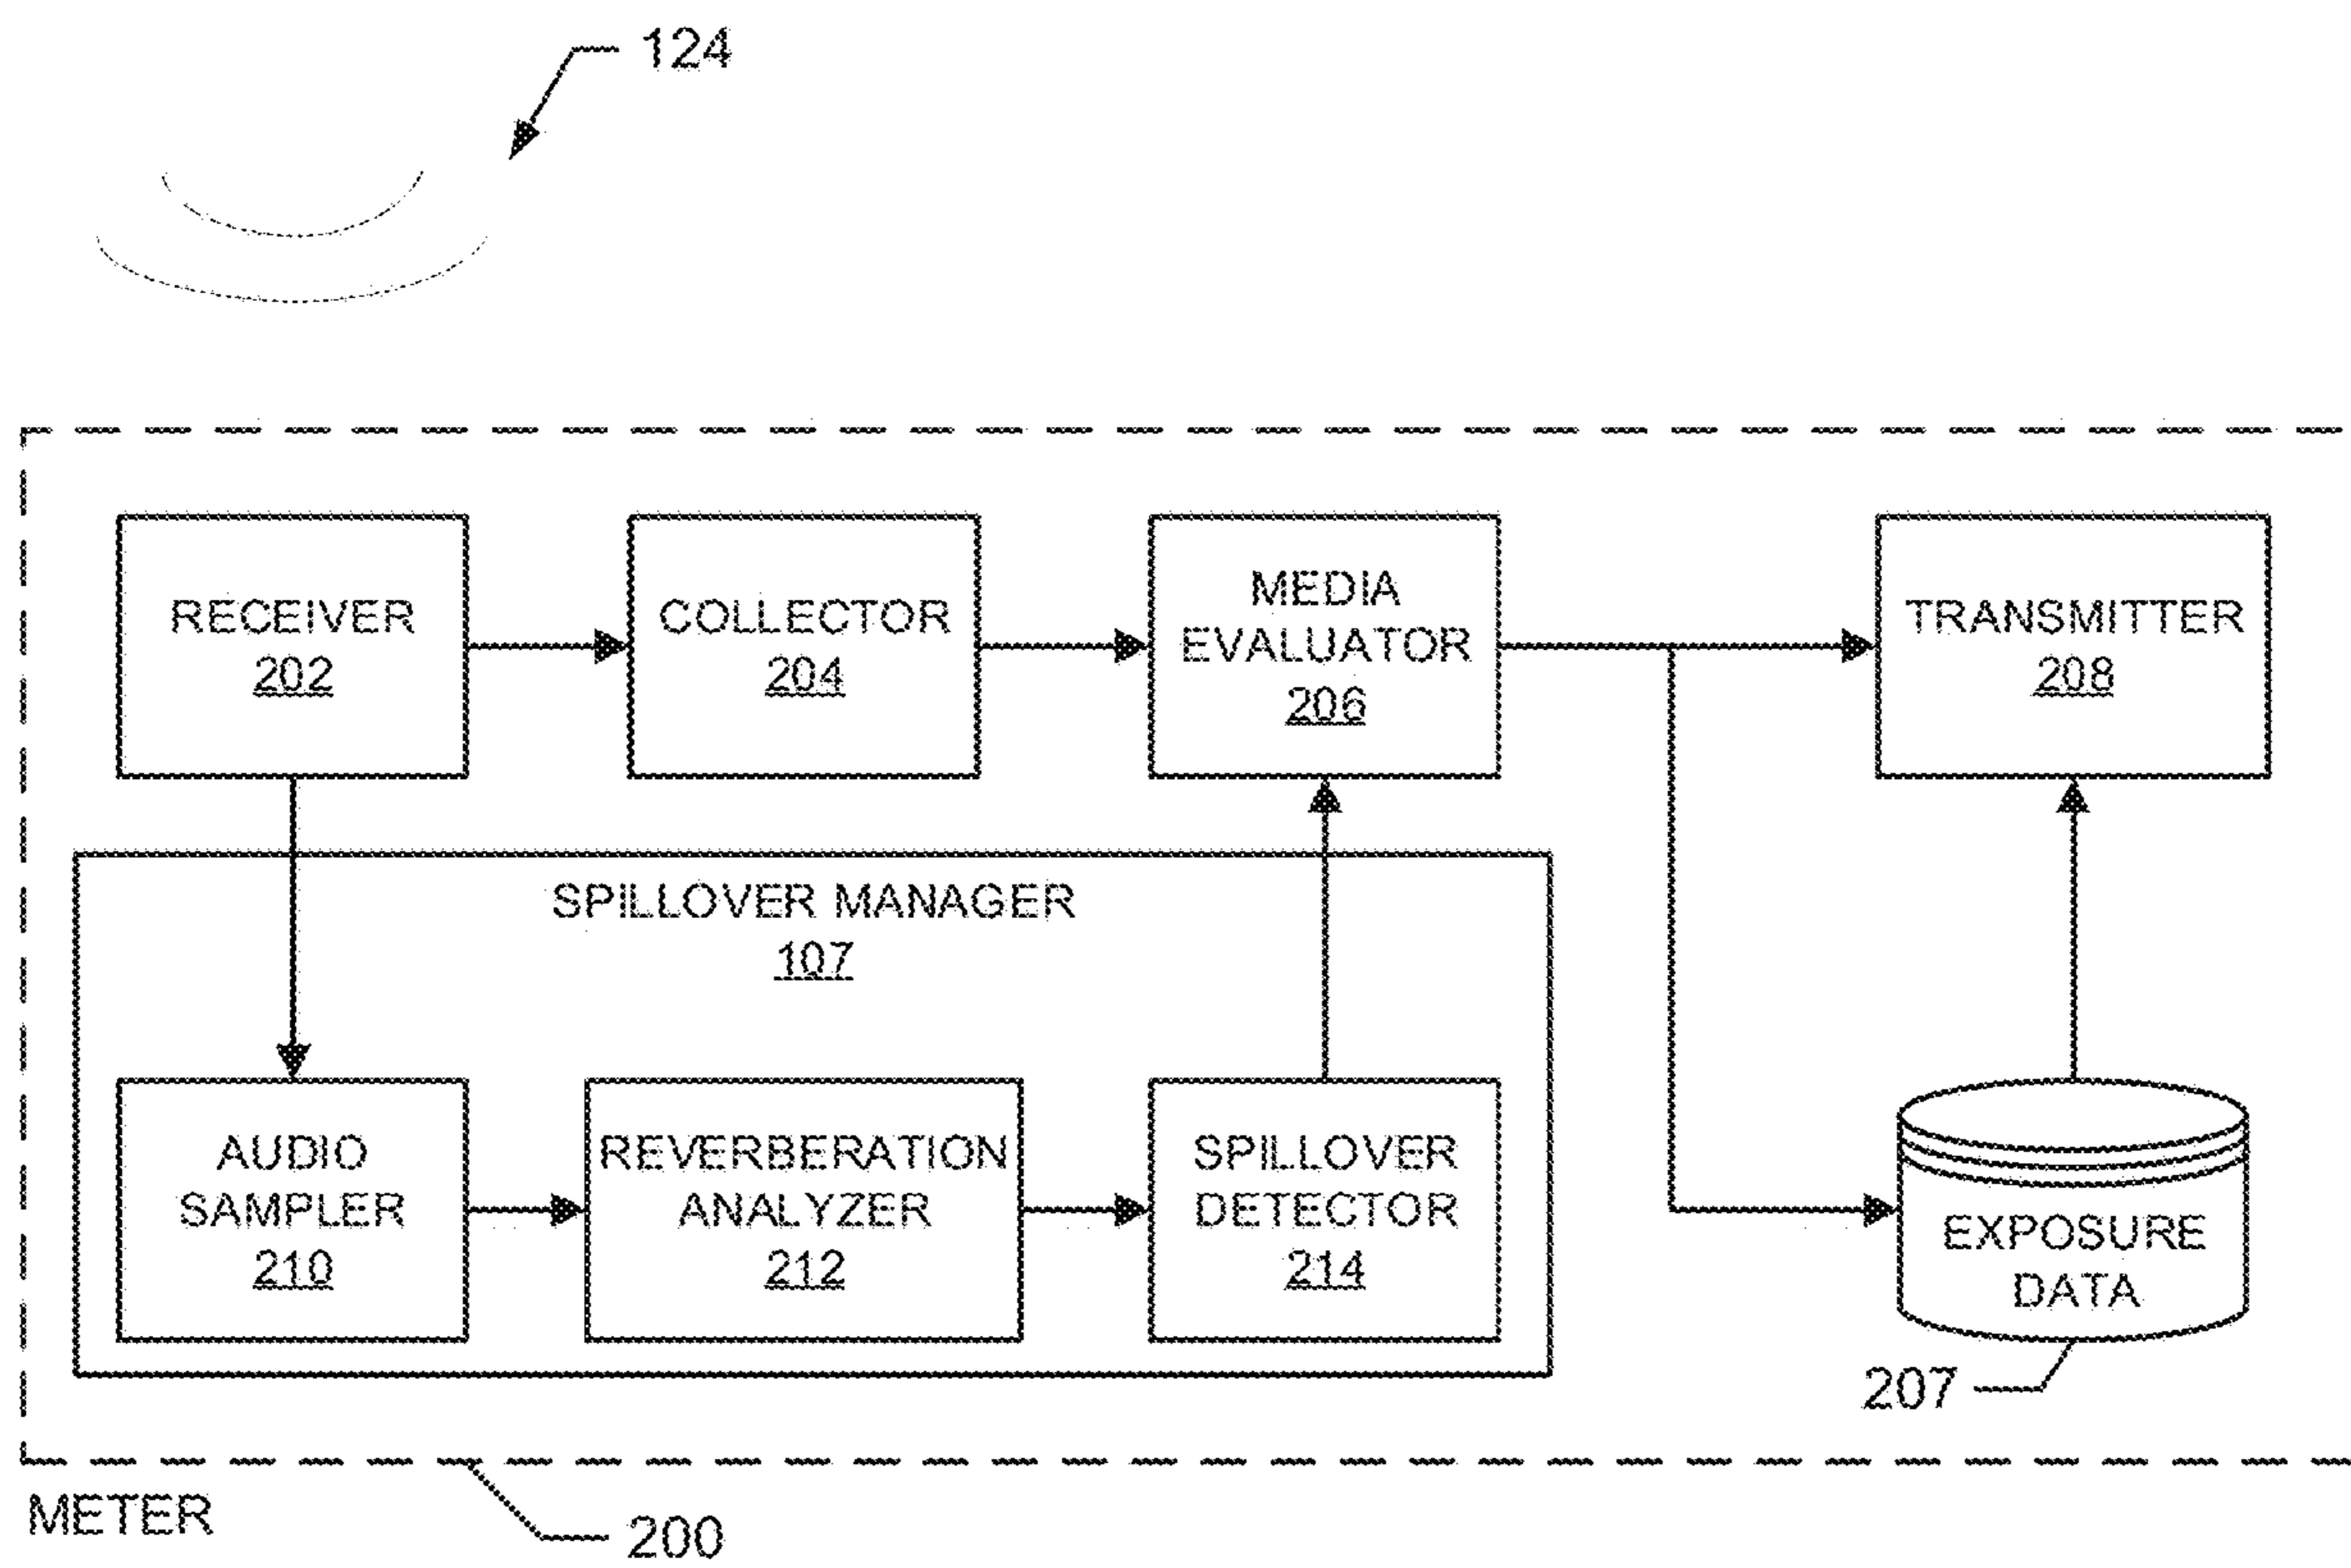 124
RECEIVER
202
COLLECTOR
204
MEDIA
EVALUATOR
206
TRANSMITTER
208
SPILLOVER MANAGER
107
AUDIO
SAMPLER
210
REVERBERATION
ANALYZER
212
SPILLOVER
DETECTOR
214
EXPOSURE
DATA
207
METER
200